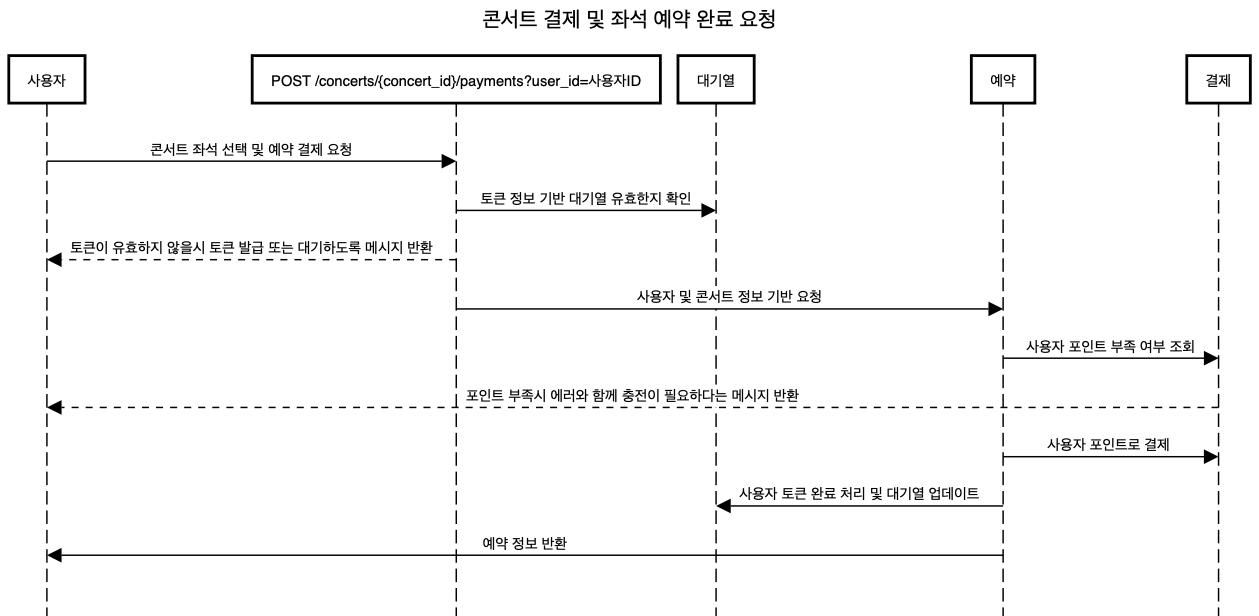 콘서트 결제 및 좌석 예약 완료 요청
사용자
POST /concerts/{concert_id}/payments?user_id=사용자ID
대기열
예약
결제
콘서트 좌석 선택 및 예약 결제 요청
토큰 정보 기반 대기열 유효한지 확인
토큰이 유효하지 않을시 토큰 발급 또는 대기하도록 메시지 반환
사용자 및 콘서트 정보 기반 요청
사용자 포인트 부족 여부 조회
포인트 부족시 에러와 함께 충전이 필요하다는 메시지 반환
사용자 포인트로 결제
사용자 토큰 완료 처리 및 대기열 업데이트
예약 정보 반환